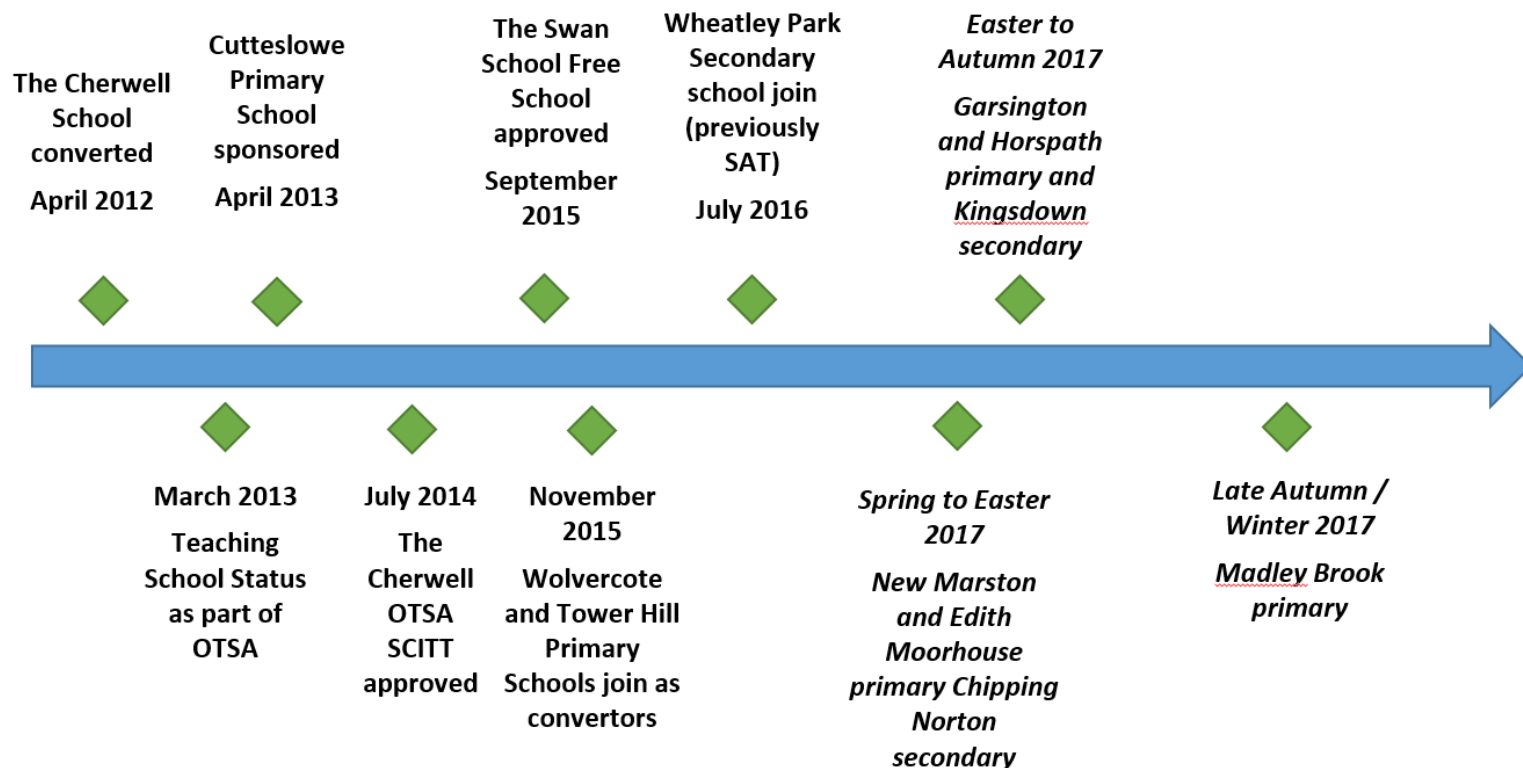 The Cherwell
School
converted
April 2012
Cutteslowe
Primary
School
sponsored
April 2013
The Swan
School Free
School
approved
September
2015
Wheatley Park
Secondary
school join
(previously
SAT)
July 2016
Easter to
Autumn 2017
Garsington
and Horspath
primary and
Kingsdown
secondary
March 2013
Teaching
School Status
as part of
OTSA
July 2014
The
Cherwell
OTSA
SCITT
approved
November
2015
Wolvercote
and Tower Hill
Primary
Schools join as
convertors
Spring to Easter
2017
New Marston
and Edith
Moorhouse
primary Chipping
Norton
secondary
Late Autumn /
Winter 2017
Madley Brook
primary